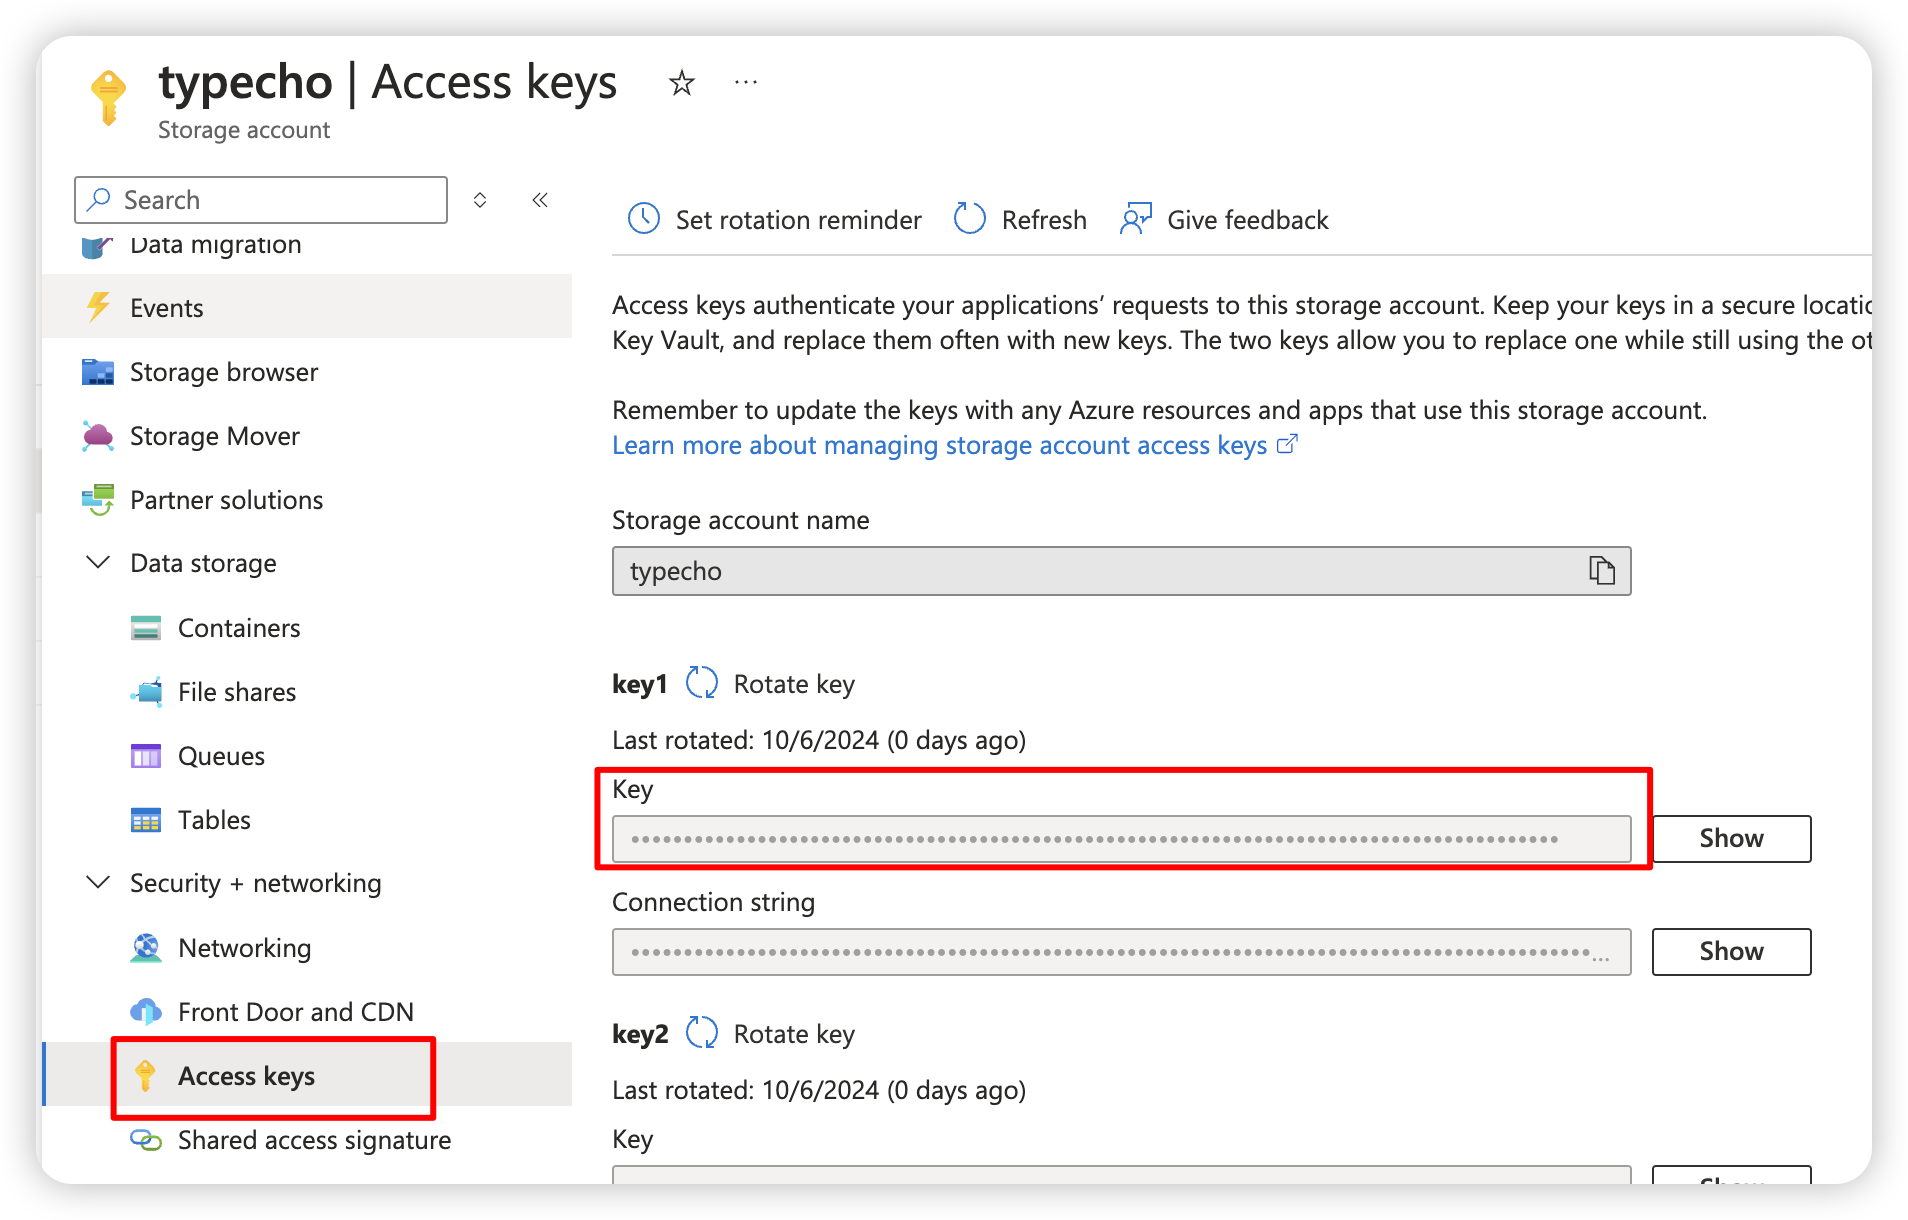 typecho | Access keys
Storage account
Search
Data migration
Events
Storage browser
Storage Mover
Partner solutions
Data storage
Containers
File shares
Queues
Tables
Security + networking
Networking
Front Door and CDN
Access keys
Shared access signature
Set rotation reminder
Refresh
Give feedback
Access keys authenticate your applications’ requests to this storage account. Keep your keys in a secure
Key Vault, and replace them often with new keys. The two keys allow you to replace one while still using the
Remember to update the keys with any Azure resources and apps that use this storage account.
Learn more about managing storage account access keys
Storage account name
typecho
key1 Rotate key
Last rotated: 10/6/2024 (0 days ago)
Key
Show
Connection string
...
Show
key2 Rotate key
Last rotated: 10/6/2024 (0 days ago)
Key
Show